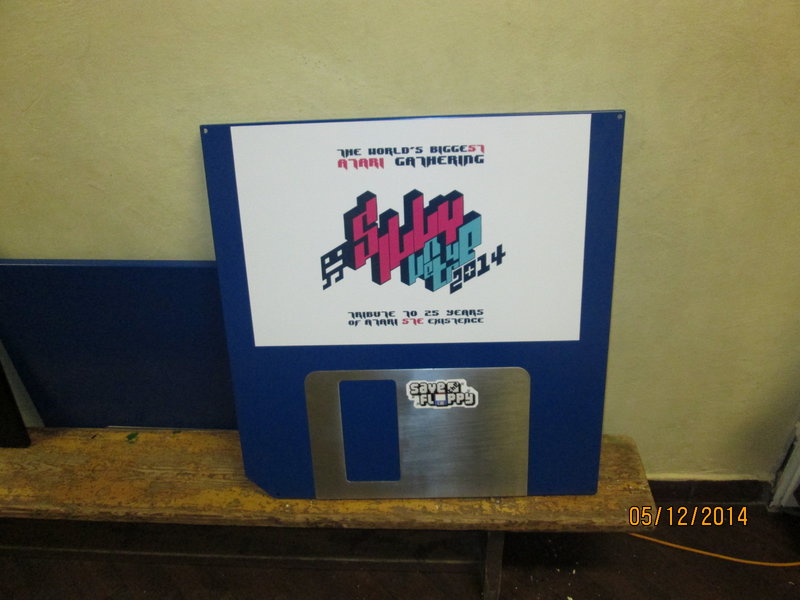 THE WORLD'S BIGGEST
ATARI GATHERING
SILLY
VENTURE
2014
TRIBUTE TO 25 YEARS
OF ATARI STE EXISTENCE
SAVE
FLOPPY
05/12/2014